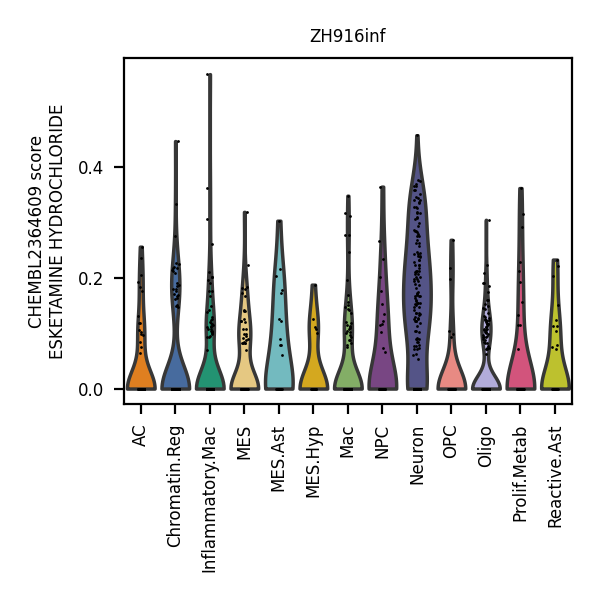 ZH916inf
CHEMBL2364609 score
ESKETAMINE HYDROCHLORIDE
0.4
0.2
0.0
AC
Chromatin.Reg
Inflammatory.Mac
MES
MES.Ast
MES.Hyp
Mac
NPC
Neuron
OPC
Oligo
Prolif.Metab
Reactive.Ast